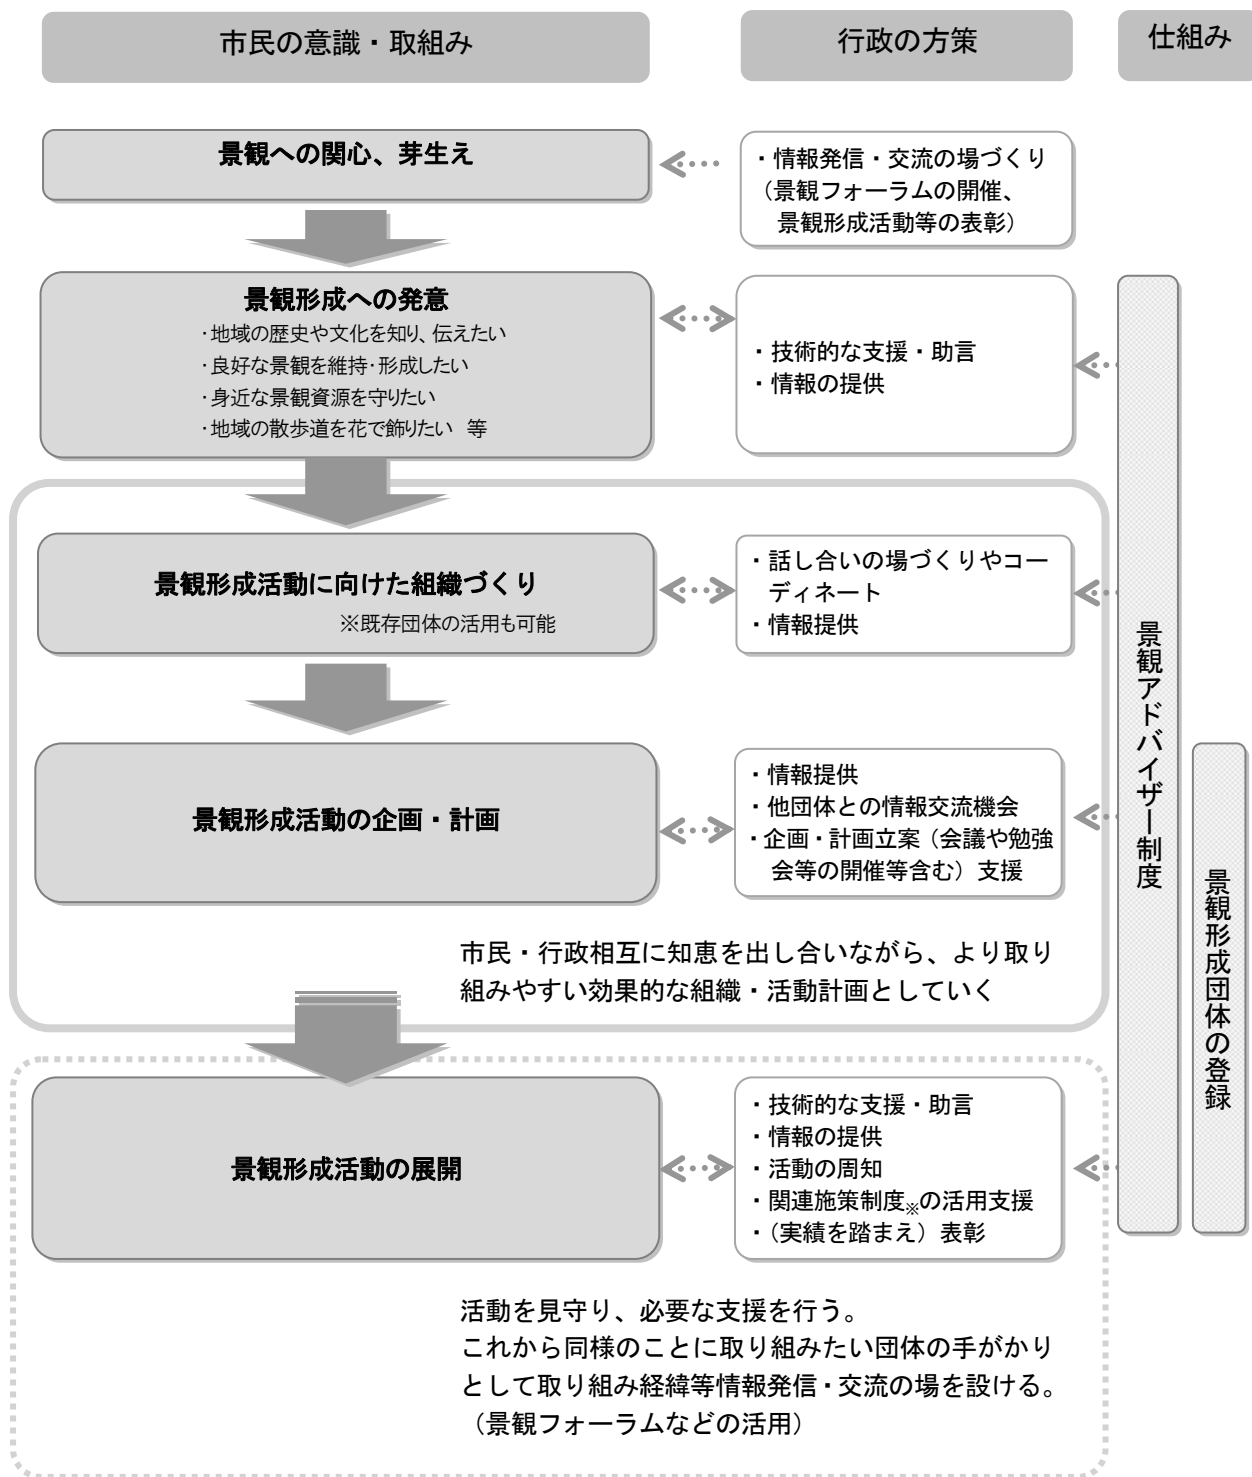 市民の意識・取組み
行政の方策
仕組み
景観への関心、芽生え
・情報発信・交流の場づくり
（景観フォーラムの開催、
景観形成活動等の表彰）
景観形成への発意
・地域の歴史や文化を知り、伝えたい
・良好な景観を維持・形成したい
・身近な景観資源を守りたい
・地域の散歩道を花で飾りたい 等
・技術的な支援・助言
・情報の提供
景観形成活動に向けた組織づくり
※既存団体の活用も可能
・話し合いの場づくりやコー
ディネート
・情報提供
景観形成活動の企画・計画
・情報提供
・他団体との情報交流機会
・企画・計画立案（会議や勉強
会等の開催等含む）支援
市民・行政相互に知恵を出し合いながら、より取り
組みやすい効果的な組織・活動計画としていく
景観形成活動の展開
・技術的な支援・助言
・情報の提供
・活動の周知
・関連施策制度※の活用支援
・（実績を踏まえ）表彰
活動を見守り、必要な支援を行う。
これから同様のことに取り組みたい団体の手がかり
として取り組み経緯等情報発信・交流の場を設ける。
（景観フォーラムなどの活用）
景観アドバイザー制度
景観形成団体の登録